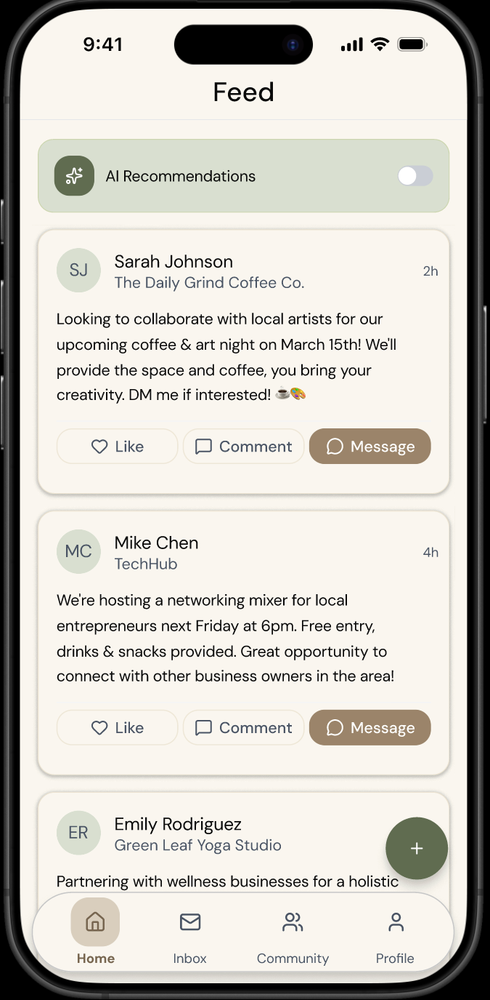 9:41
Feed
AI Recommendations
SJ
Sarah Johnson
The Daily Grind Coffee Co.
2h
Looking to collaborate with local artists for our
upcoming coffee & art night on March 15th! We'll
provide the space and coffee, you bring your
creativity. DM me if interested! ☕🎨
Like
Comment
Message
MC
Mike Chen
TechHub
4h
We're hosting a networking mixer for local
entrepreneurs next Friday at 6pm. Free entry,
drinks & snacks provided. Great opportunity to
connect with other business owners in the area!
Like
Comment
Message
ER
Emily Rodriguez
Green Leaf Yoga Studio
Partnering with wellness businesses for a holistic
Home
Inbox
Community
Profile